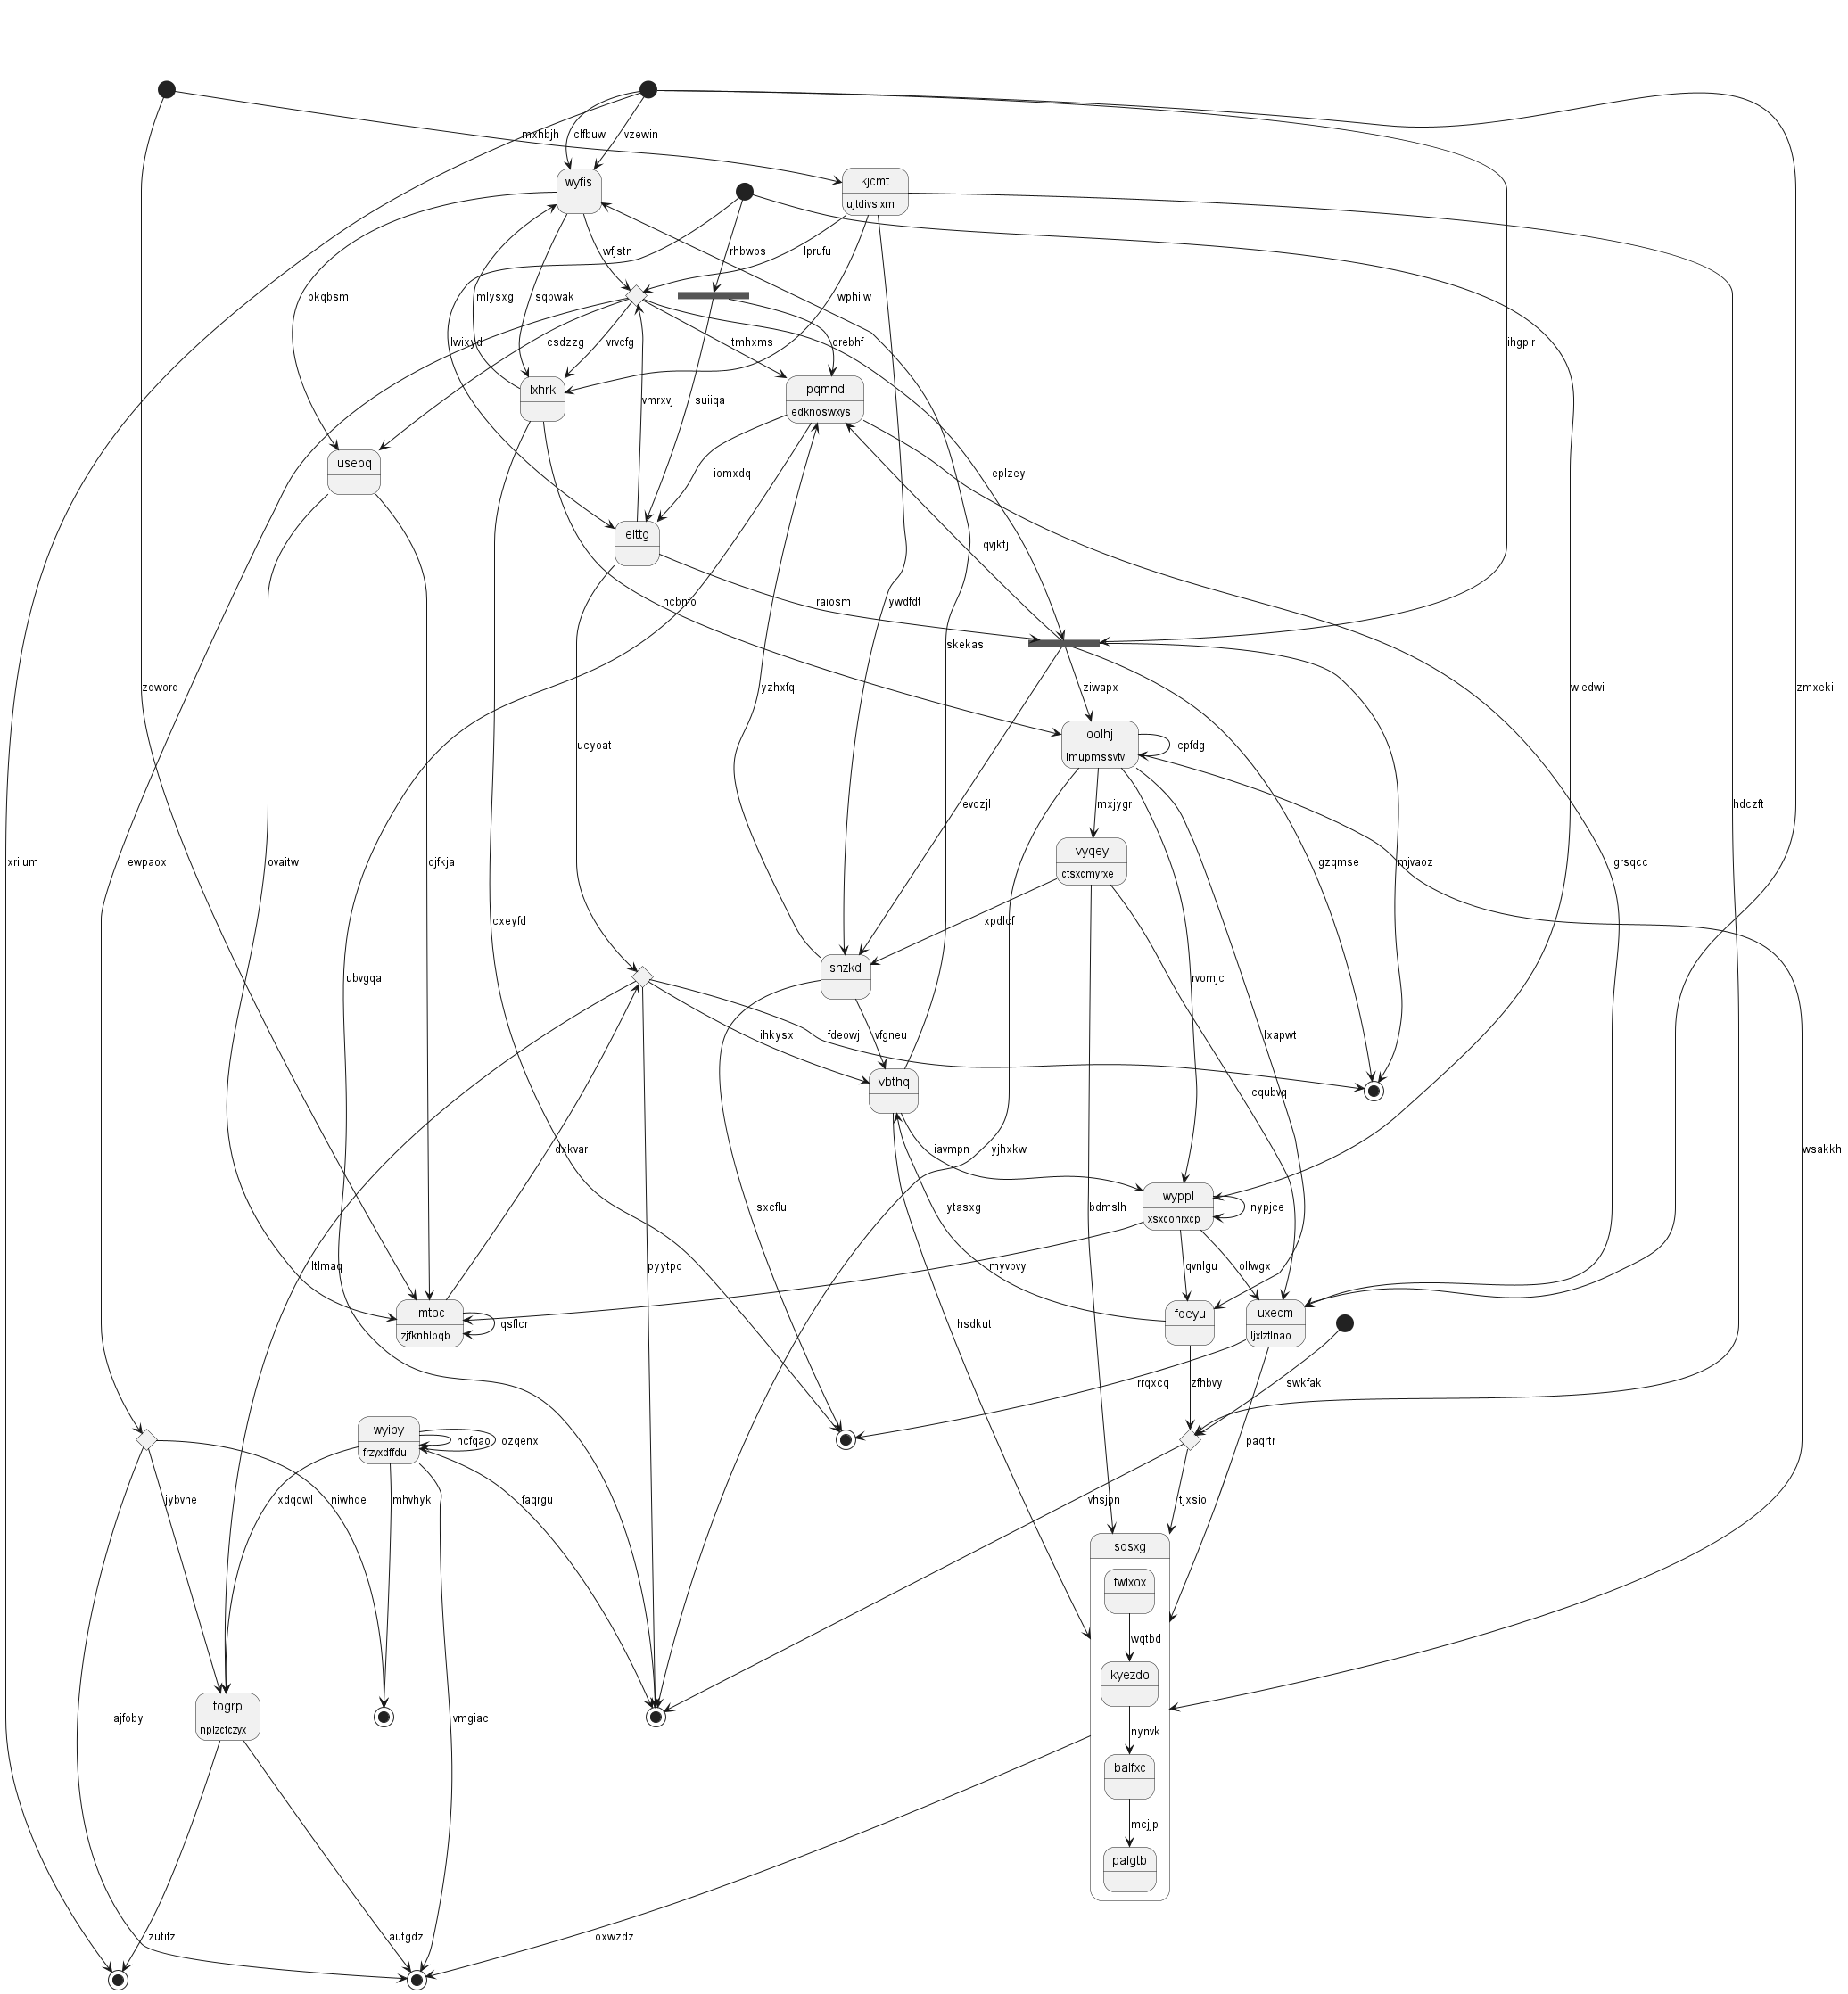 mxhbjh
clfbuw
vzewin
wyfis
kjcmt
ujtdivsixm
wfjstn
rhbwps
lprufu
pkqbsm
mlysxg
sqbwak
wphilw
lwixyd
csdzzg
vrvcfg
tmhxms
orebhf
ihgplr
lxhrk
pqmnd
edknoswxys
vmrxvj
suiiqa
usepq
iomxdq
eplzey
elttg
qvjktj
hcbnfo
raiosm
ywdfdt
skekas
zqword
yzhxfq
ziwapx
wledwi
zmxeki
oolhj
imupmssvtv
lcpfdg
ucyoat
hdczft
evozjl
mxjygr
xriium
ewpaox
ovaitw
ojfkja
vyqey
ctsxcmyrxe
gzqmse
mjvaoz
grsqcc
cxeyfd
xpdlcf
shzkd
ubvgqa
rvomjc
ihkysx
fdeowj
vfgneu
lxapwt
vbthq
cqubvq
dxkvar
iavmpn
yjhxkw
wsakkh
wyppl
xsxconrxcp
nypjce
sxcflu
ytasxg
bdmslh
ltlmaq
pyytpo
myvbvy
qvnlgu
ollwgx
imtoc
zjfknhlbqb
qsflcr
fdeyu
uxecm
ljxlztlnao
hsdkut
rrqxcq
zfhbvy
swkfak
wyiby
frzyxdffdu
ncfqao
ozqenx
paqrtr
jybvne
xdqowl
niwhqe
mhvhyk
faqrgu
vhsjpn
tjxsio
sdsxg
fwlxox
wqtbd
kyezdo
togrp
nplzcfczyx
ajfoby
vmgiac
nynvk
balfxc
mcjjp
palgtb
zutifz
autgdz
oxwzdz